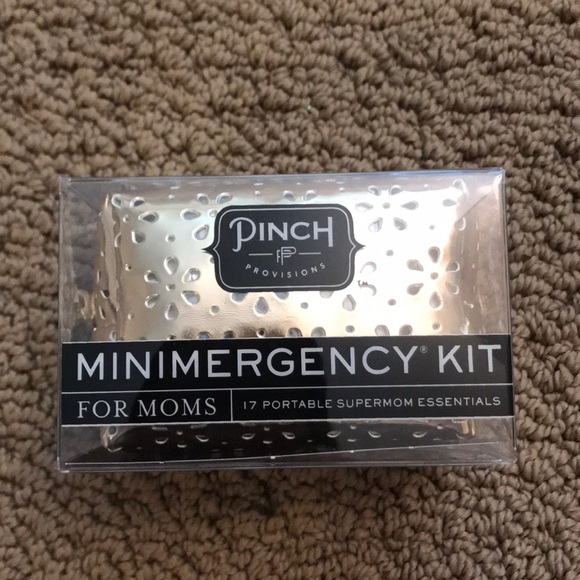 PINCH
PP
PROVISIONS
MINIMERGENCY® KIT
FOR MOMS
17 PORTABLE SUPERMOM ESSENTIALS